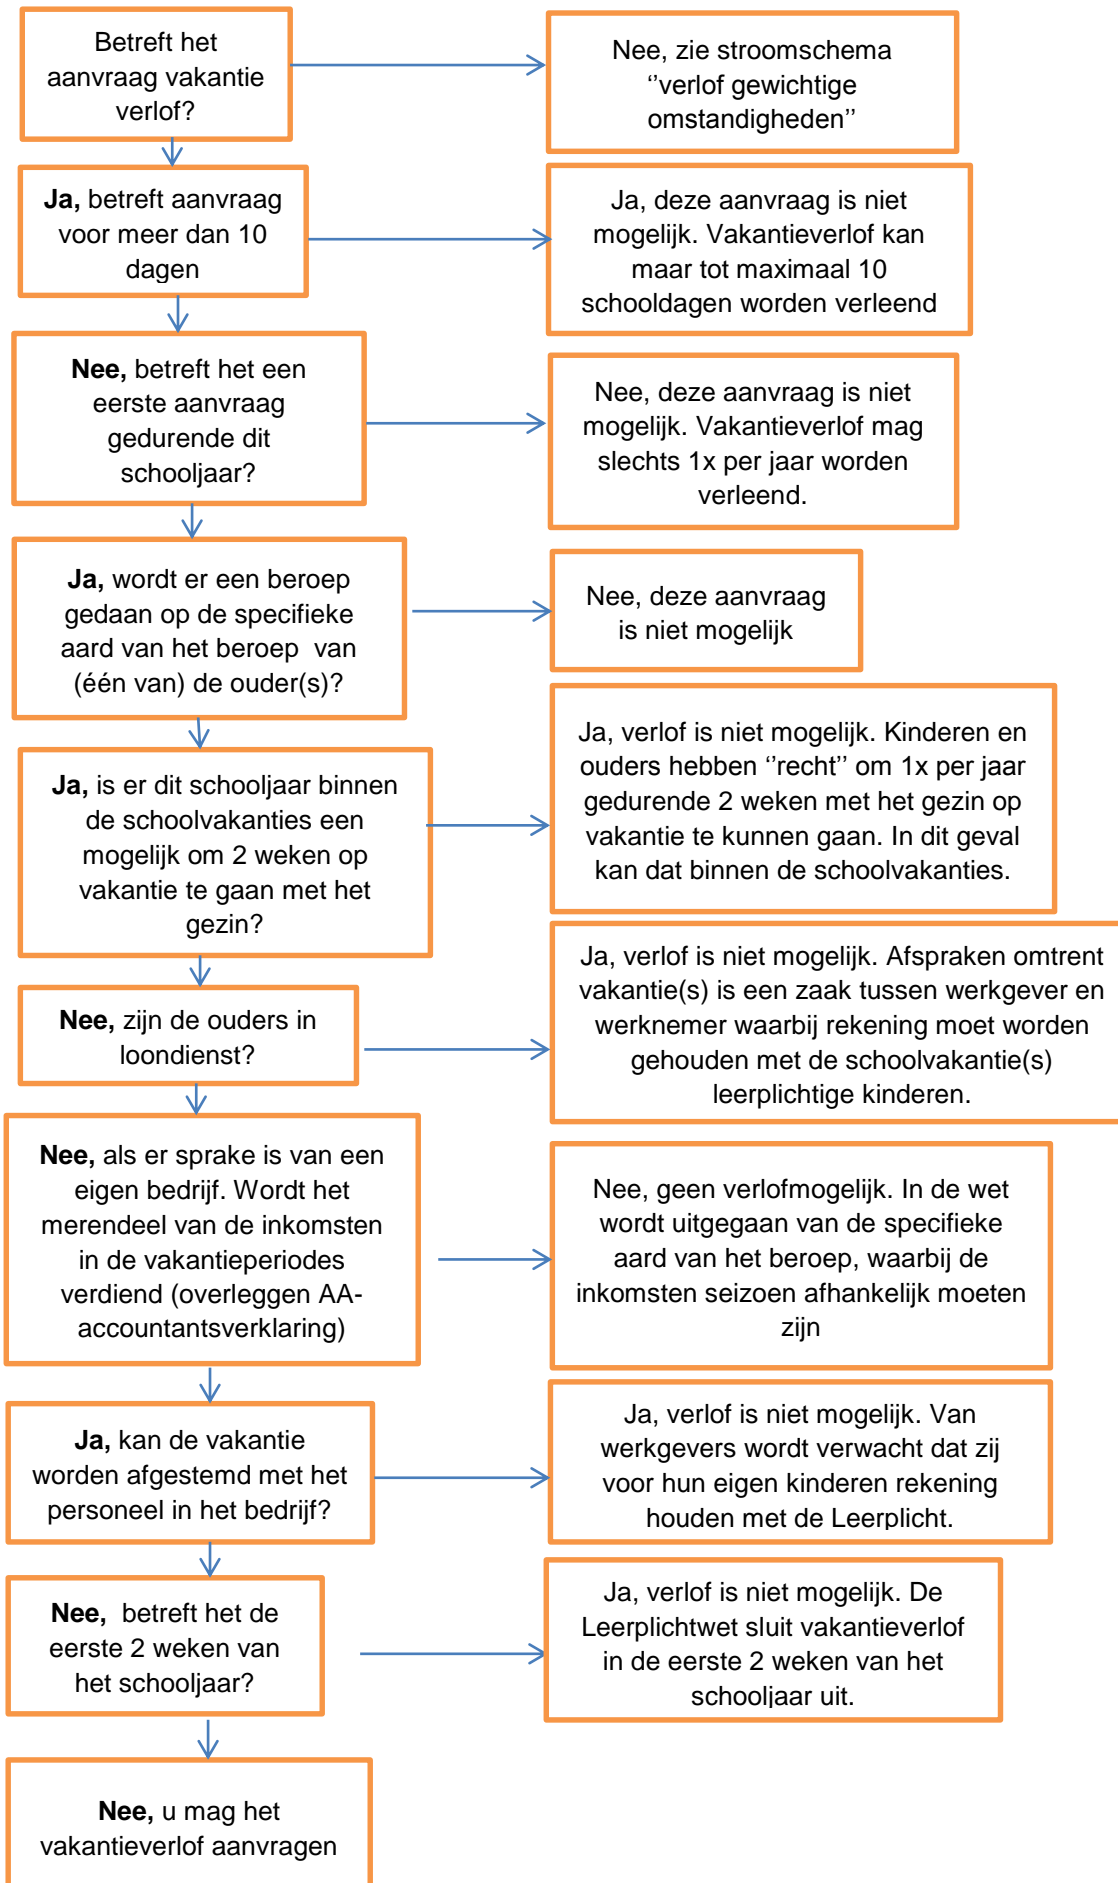 Betreft het
aanvraag vakantie
verlof?
Nee, zie stroomschema
‘’verlof gewichtige
omstandigheden’’
Ja, betreft aanvraag
voor meer dan 10
dagen
Ja, deze aanvraag is niet
mogelijk. Vakantieverlof kan
maar tot maximaal 10
schooldagen worden verleend
Nee, betreft het een
eerste aanvraag
gedurende dit
schooljaar?
Nee, deze aanvraag is niet
mogelijk. Vakantieverlof mag
slechts 1x per jaar worden
verleend.
Ja, wordt er een beroep
gedaan op de specifieke
aard van het beroep van
(één van) de ouder(s)?
Nee, deze aanvraag
is niet mogelijk
Ja, is er dit schooljaar binnen
de schoolvakanties een
mogelijk om 2 weken op
vakantie te gaan met het
gezin?
Ja, verlof is niet mogelijk. Kinderen en
ouders hebben ‘’recht’’ om 1x per jaar
gedurende 2 weken met het gezin op
vakantie te kunnen gaan. In dit geval
kan dat binnen de schoolvakanties.
Nee, zijn de ouders in
loondienst?
Ja, verlof is niet mogelijk. Afspraken omtrent
vakantie(s) is een zaak tussen werkgever en
werknemer waarbij rekening moet worden
gehouden met de schoolvakantie(s)
leerplichtige kinderen.
Nee, als er sprake is van een
eigen bedrijf. Wordt het
merendeel van de inkomsten
in de vakantieperiodes
verdiend (overleggen AA-
accountantsverklaring)
Nee, geen verlofmogelijk. In de wet
wordt uitgegaan van de specifieke
aard van het beroep, waarbij de
inkomsten seizoen afhankelijk moeten
zijn
Ja, kan de vakantie
worden afgestemd met het
personeel in het bedrijf?
Ja, verlof is niet mogelijk. Van
werkgevers wordt verwacht dat zij
voor hun eigen kinderen rekening
houden met de Leerplicht.
Nee, betreft het de
eerste 2 weken van
het schooljaar?
Ja, verlof is niet mogelijk. De
Leerplichtwet sluit vakantieverlof
in de eerste 2 weken van het
schooljaar uit.
Nee, u mag het
vakantieverlof aanvragen